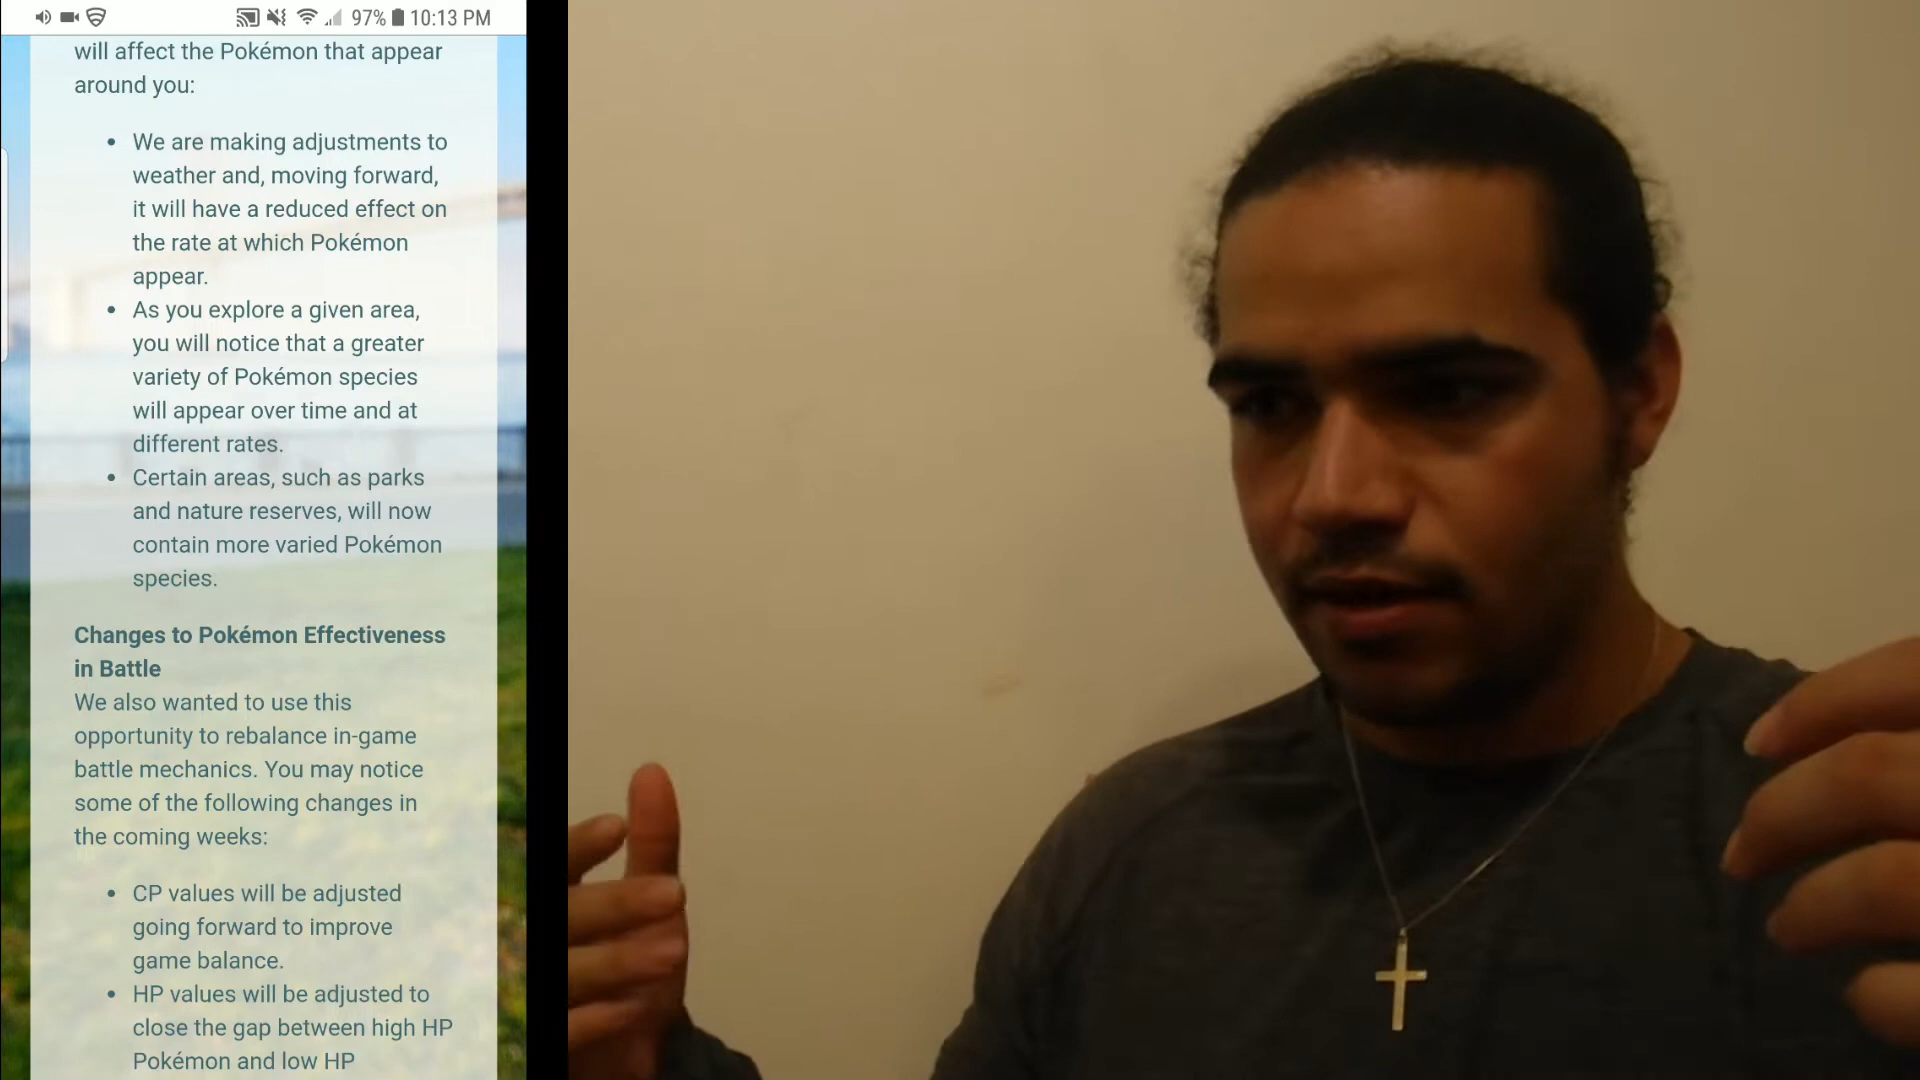 97% 10:13 PM
will affect the Pokémon that appear
around you:
• We are making adjustments to
weather and, moving forward,
it will have a reduced effect on
the rate at which Pokémon
appear.
• As you explore a given area,
you will notice that a greater
variety of Pokémon species
will appear over time and at
different rates.
• Certain areas, such as parks
and nature reserves, will now
contain more varied Pokémon
species.
Changes to Pokémon Effectiveness
in Battle
We also wanted to use this
opportunity to rebalance in-game
battle mechanics. You may notice
some of the following changes in
the coming weeks:
• CP values will be adjusted
going forward to improve
game balance.
• HP values will be adjusted to
close the gap between high HP
Pokémon and low HP